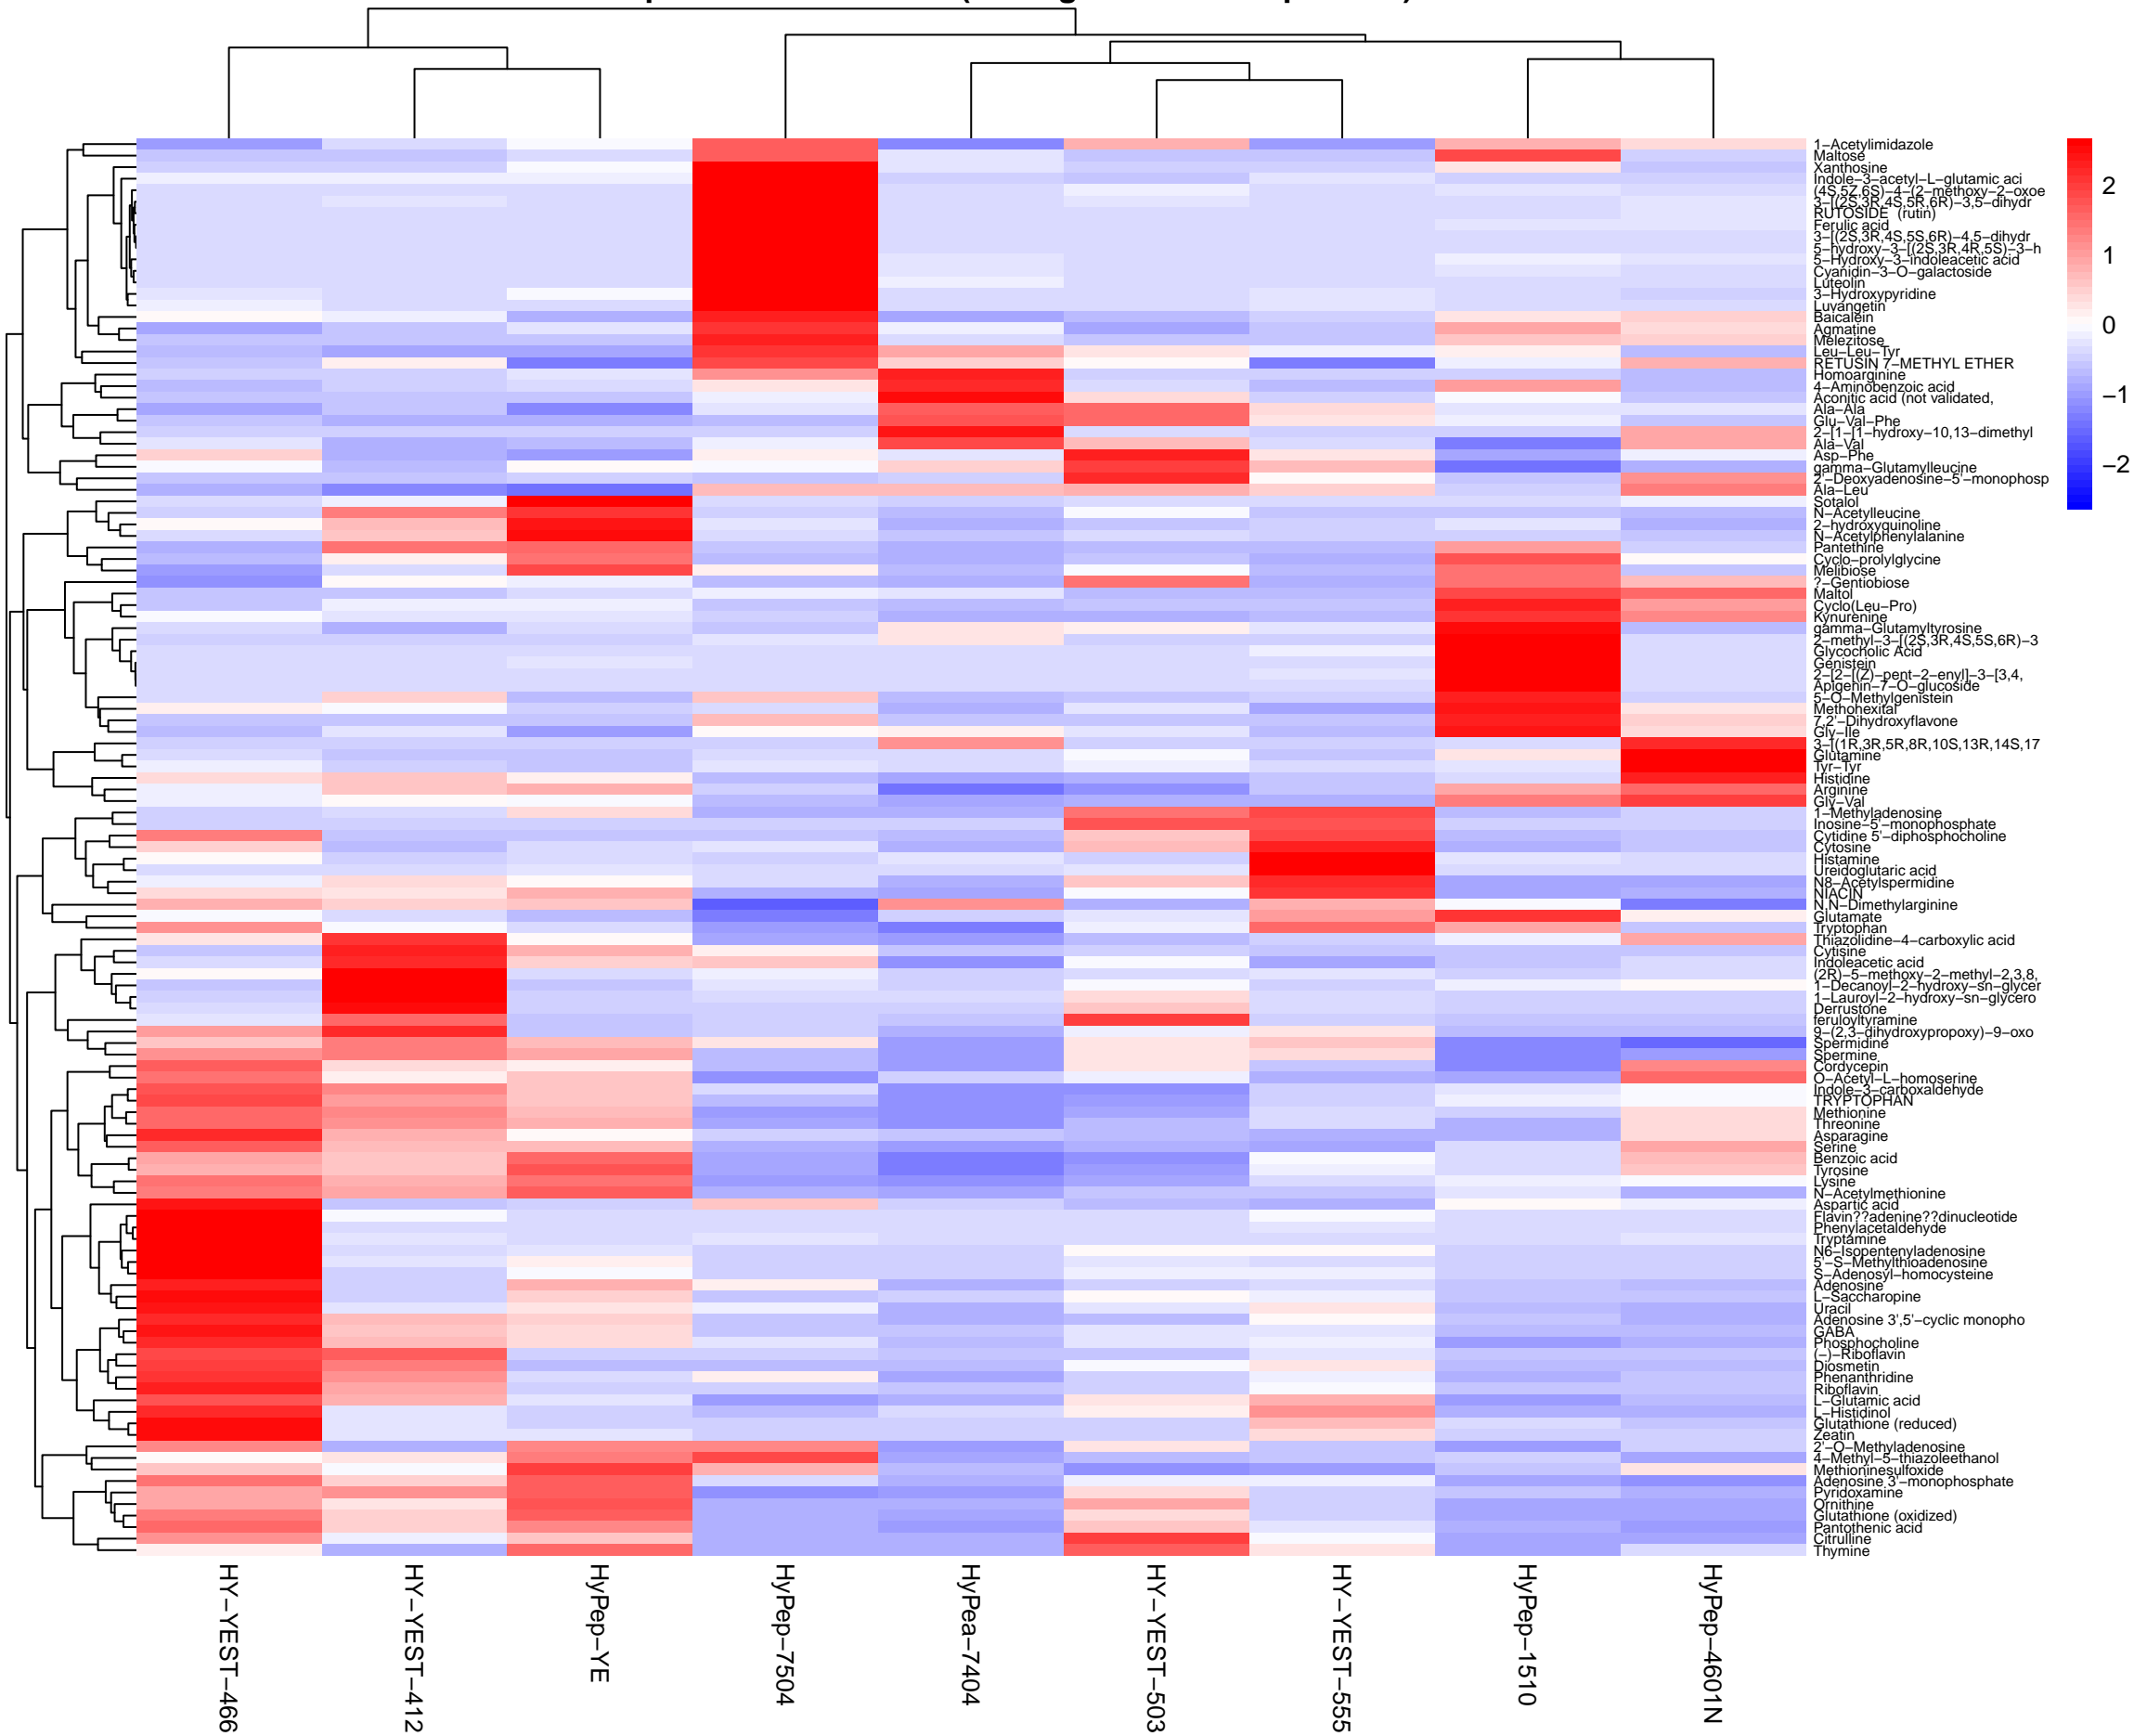 1−Acetylimidazole
Maltose
Xanthosine
Indole−3−acetyl−L−glutamic aci
(4S,5Z,6S)−4−(2−methoxy−2−oxoe
3−[(2S,3R,4S,5R,6R)−3,5−dihydr
RUTOSIDE (rutin)
Ferulic acid
3−[(2S,3R,4S,5S,6R)−4,5−dihydr
5−hydroxy−3−[(2S,3R,4R,5S)−3−h
5−Hydroxy−3−indoleacetic acid
Cyanidin−3−O−galactoside
Luteolin
3−Hydroxypyridine
Luvangetin
Baicalein
Agmatine
Melezitose
Leu−Leu−Tyr
RETUSIN 7−METHYL ETHER
Homoarginine
4−Aminobenzoic acid
Aconitic acid (not validated,
Ala−Ala
Glu−Val−Phe
2−[1−[1−hydroxy−10,13−dimethyl
Ala−Val
Asp−Phe
gamma−Glutamylleucine
2'−Deoxyadenosine−5'−monophosp
Ala−Leu
Sotalol
N−Acetylleucine
2−hydroxyquinoline
N−Acetylphenylalanine
Pantethine
Cyclo−prolylglycine
Melibiose
?−Gentiobiose
Maltol
Cyclo(Leu−Pro)
Kynurenine
gamma−Glutamyltyrosine
2−methyl−3−[(2S,3R,4S,5S,6R)−3
Glycocholic Acid
Genistein
2−[2−[(Z)−pent−2−enyl]−3−[3,4,
Apigenin−7−O−glucoside
5−O−Methylgenistein
Methohexital
7,2'−Dihydroxyflavone
Gly−Ile
3−[(1R,3R,5R,8R,10S,13R,14S,17
Glutamine
Tyr−Tyr
Histidine
Arginine
Gly−Val
1−Methyladenosine
Inosine−5'−monophosphate
Cytidine 5'−diphosphocholine
Cytosine
Histamine
Ureidoglutaric acid
N8−Acetylspermidine
NIACIN
N,N−Dimethylarginine
Glutamate
Tryptophan
Thiazolidine−4−carboxylic acid
Cytisine
Indoleacetic acid
(2R)−5−methoxy−2−methyl−2,3,8,
1−Decanoyl−2−hydroxy−sn−glycer
1−Lauroyl−2−hydroxy−sn−glycero
Derrustone
feruloyltyramine
9−(2,3−dihydroxypropoxy)−9−oxo
Spermidine
Spermine
Cordycepin
O−Acetyl−L−homoserine
Indole−3−carboxaldehyde
TRYPTOPHAN
Methionine
Threonine
Asparagine
Serine
Benzoic acid
Tyrosine
Lysine
N−Acetylmethionine
Aspartic acid
Flavin??adenine??dinucleotide
Phenylacetaldehyde
Tryptamine
N6−Isopentenyladenosine
5'−S−Methylthioadenosine
S−Adenosyl−homocysteine
Adenosine
L−Saccharopine
Uracil
Adenosine 3',5'−cyclic monopho
GABA
Phosphocholine
(−)−Riboflavin
Diosmetin
Phenanthridine
Riboflavin
L−Glutamic acid
L−Histidinol
Glutathione (reduced)
Zeatin
2'−O−Methyladenosine
4−Methyl−5−thiazoleethanol
Methioninesulfoxide
Adenosine 3'−monophosphate
Pyridoxamine
Ornithine
Glutathione (oxidized)
Pantothenic acid
Citrulline
Thymine
2
1
0
−1
−2
HY−YEST−466
HY−YEST−412
HyPep−YE
HyPep−7504
HyPea−7404
HY−YEST−503
HY−YEST−555
HyPep−1510
HyPep−4601N